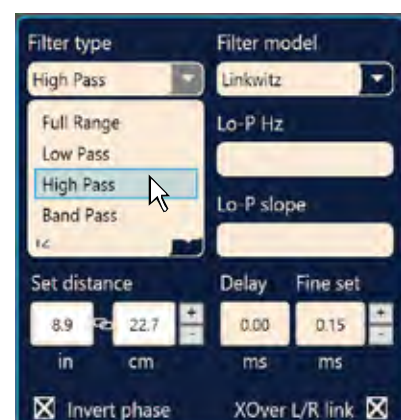 Filter type Filter model
High Pass Linkwitz
Full Range Lo-P Hz
Low Pass
High Pass
Lo-P slope
Band Pass
Set distance Delay Fine set
8.9 22.7 + - 0.00 0.15 + -
in cm ms ms
Invert phase XOver L/R link